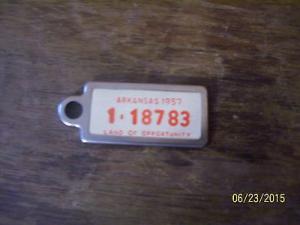 ARKANSAS 1957
1·18783
LAND OF OPPORTUNITY
06/23/2015